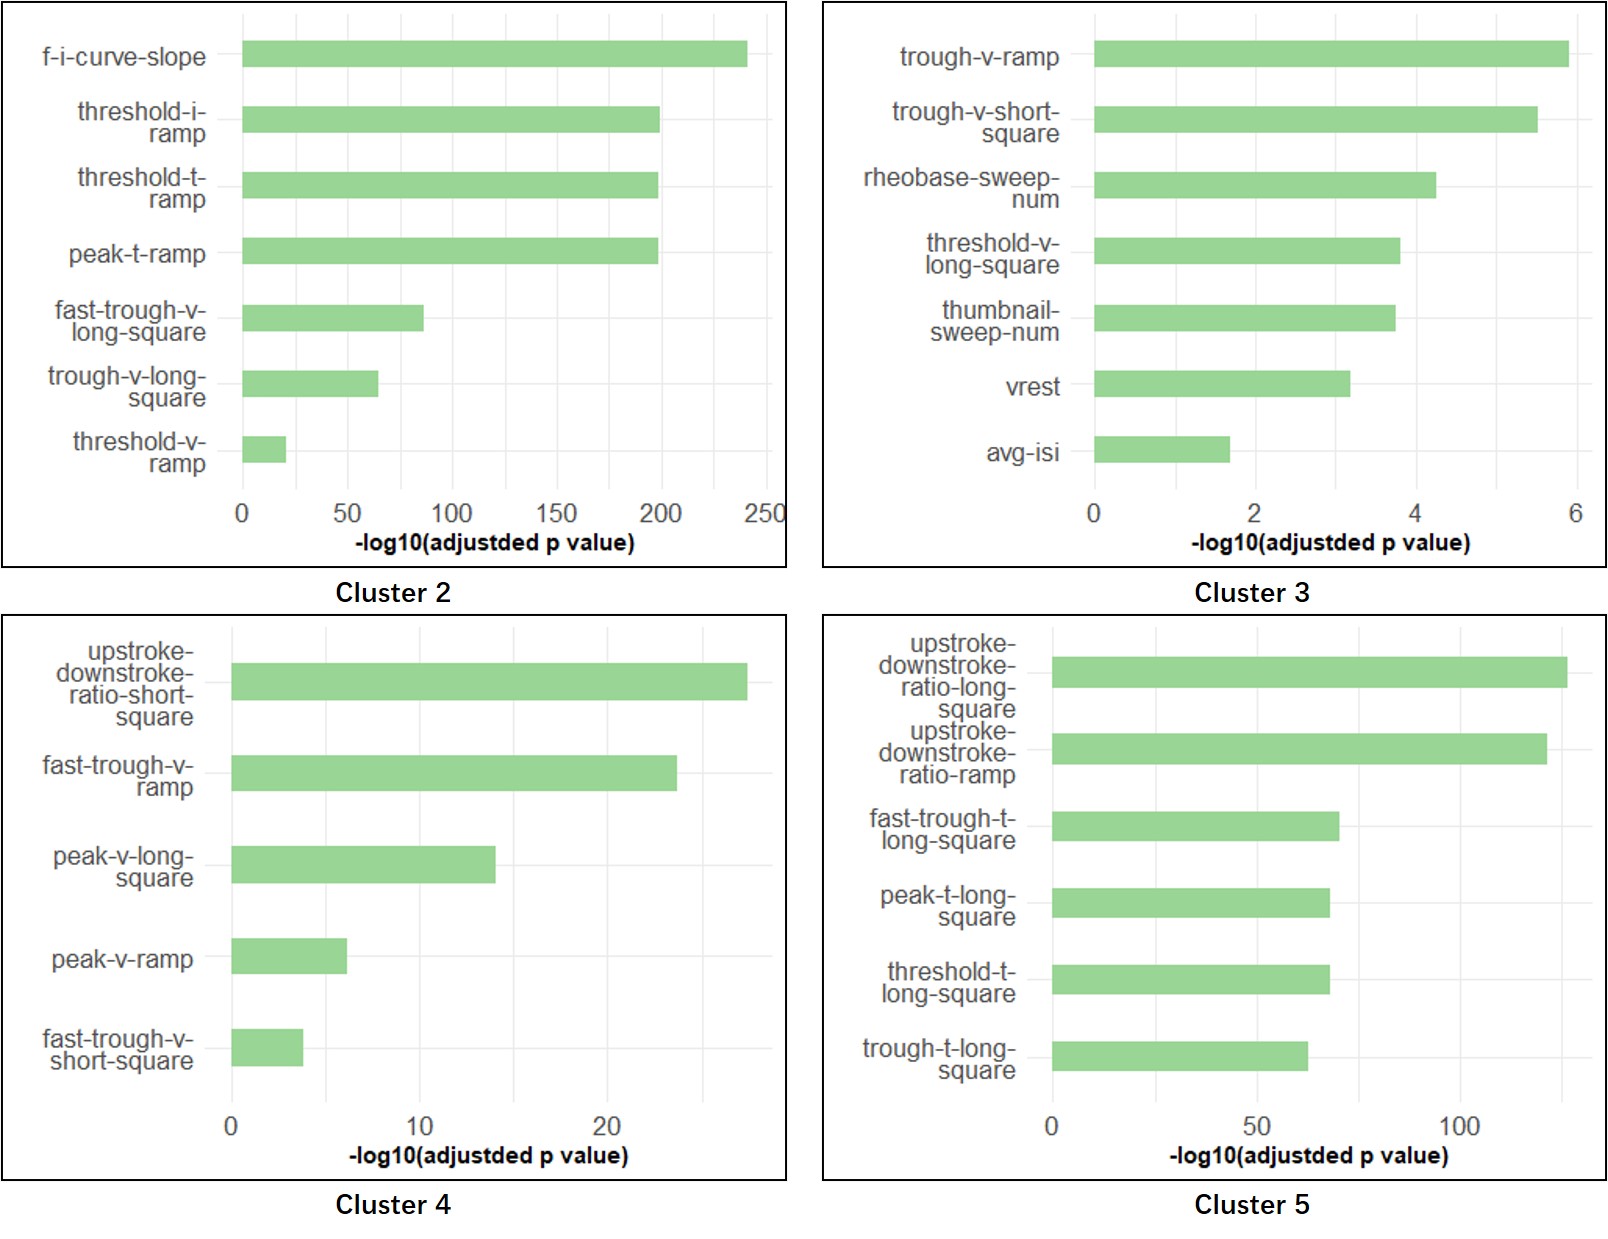 f-i-curve-slope
threshold-i-
ramp
threshold-t-
ramp
peak-t-ramp
fast-trough-v-
long-square
trough-v-long-
square
threshold-v-
ramp
0 50 100 150 200 250
-log10(adjustded p value)
Cluster 2
trough-v-ramp
trough-v-short-
square
rheobase-sweep-
num
threshold-v-
long-square
thumbnail-
sweep-num
vrest
avg-isi
0 2 4 6
-log10(adjustded p value)
Cluster 3
upstroke-
downstroke-
ratio-short-
square
fast-trough-v-
ramp
peak-v-long-
square
peak-v-ramp
fast-trough-v-
short-square
0 10 20
-log10(adjustded p value)
Cluster 4
upstroke-
downstroke-
ratio-long-
square
upstroke-
downstroke-
ratio-ramp
fast-trough-t-
long-square
peak-t-long-
square
threshold-t-
long-square
trough-t-long-
square
0 50 100
-log10(adjustded p value)
Cluster 5